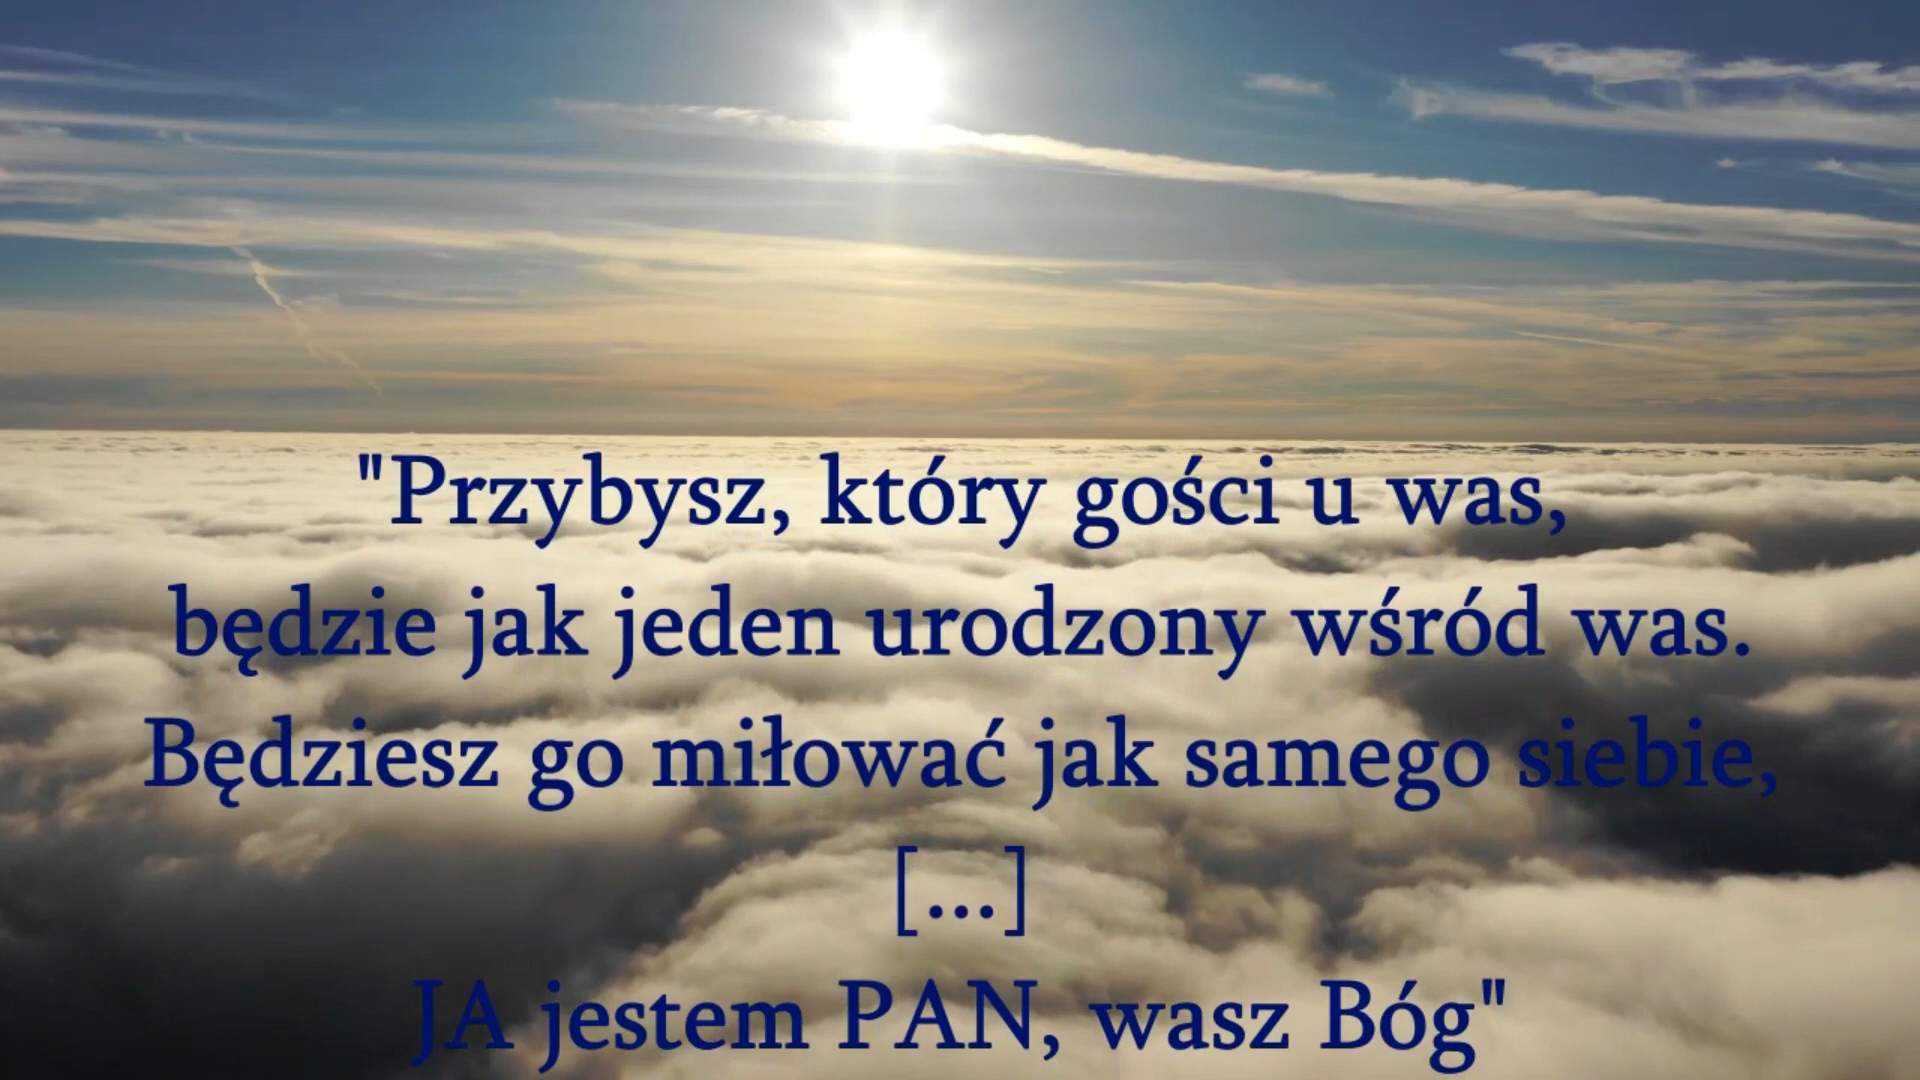 "Przybysz, który gości u was,
będzie jak jeden urodzony wśród was.
Będziesz go miłować jak samego siebie,
[...]
JA jestem PAN, wasz Bóg"